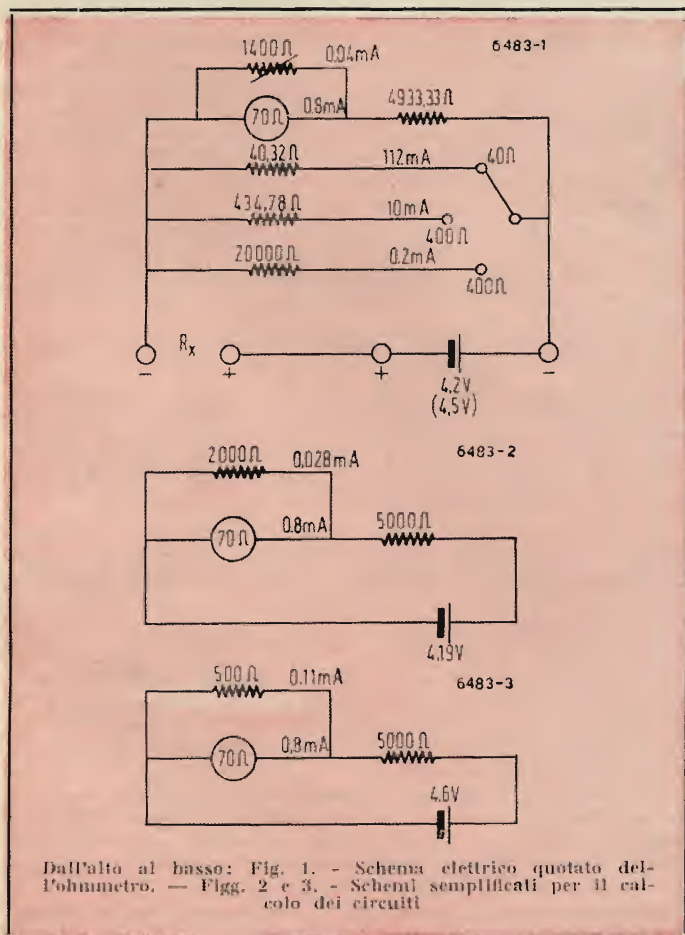 6483-1
1400Ω 0.04mA
70Ω 0.8mA 4933,33Ω
40,32Ω 112mA 40Ω
434,78Ω 10mA
400Ω
20000Ω 0.2mA
400Ω
Rx
- + + -
4.2V
(4,5V)
6483-2
2000Ω 0.028mA
70Ω 0.8mA 5000Ω
4.19V
6483-3
500Ω 0.11mA
70Ω 0,8mA 5000Ω
4.6V
Dall'alto al basso: Fig. 1. - Schema elettrico quotato del-
l'ohmmetro. — Figg. 2 e 3. - Schemi semplificati per il cal-
colo dei circuiti